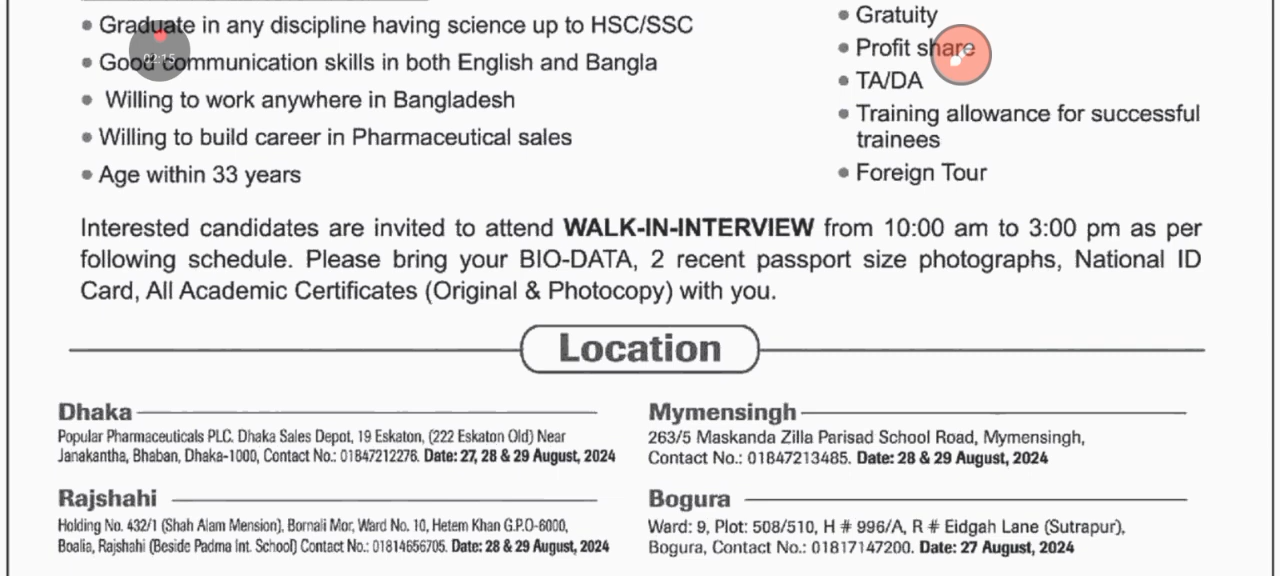 Graduate in any discipline having science up to HSC/SSC
Good communication skills in both English and Bangla
Willing to work anywhere in Bangladesh
Willing to build career in Pharmaceutical sales
Age within 33 years
Gratuity
Profit share
TA/DA
Training allowance for successful
trainees
Foreign Tour
02:15
Interested candidates are invited to attend WALK-IN-INTERVIEW from 10:00 am to 3:00 pm as per
following schedule. Please bring your BIO-DATA, 2 recent passport size photographs, National ID
Card, All Academic Certificates (Original & Photocopy) with you.
Location
Dhaka
Popular Pharmaceuticals PLC. Dhaka Sales Depot, 19 Eskaton, (222 Eskaton Old) Near
Janakantha, Bhaban, Dhaka-1000, Contact No.: 01847212276. Date: 27, 28 & 29 August, 2024
Mymensingh
263/5 Maskanda Zilla Parisad School Road, Mymensingh,
Contact No.: 01847213485. Date: 28 & 29 August, 2024
Rajshahi
Holding No. 432/1 (Shah Alam Mension), Bornali Mor, Ward No. 10, Hetem Khan G.P.O-6000,
Boalia, Rajshahi (Beside Padma Int. School) Contact No.: 01814656705. Date: 28 & 29 August, 2024
Bogura
Ward: 9, Plot: 508/510, H # 996/A, R # Eidgah Lane (Sutrapur),
Bogura, Contact No.: 01817147200. Date: 27 August, 2024